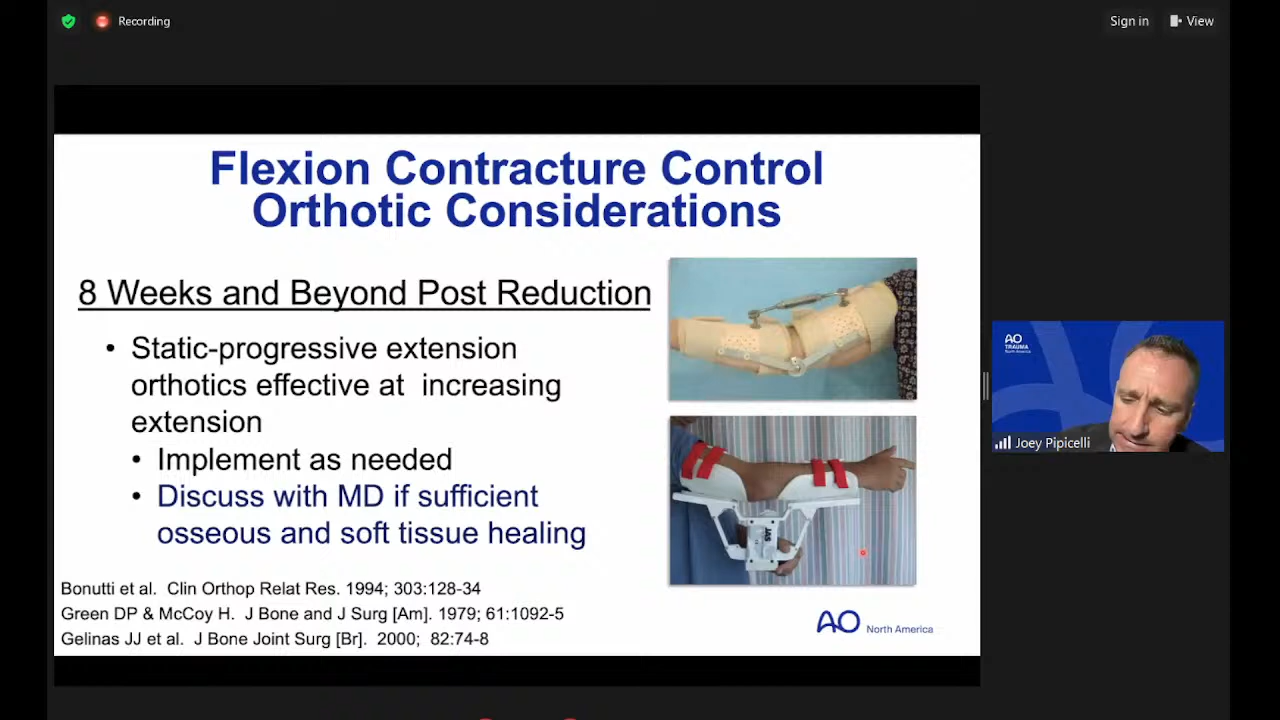 Recording
Sign in
View
Flexion Contracture Control
Orthotic Considerations
8 Weeks and Beyond Post Reduction
• Static-progressive extension
orthotics effective at increasing
extension
• Implement as needed
• Discuss with MD if sufficient
osseous and soft tissue healing
Bonutti et al. Clin Orthop Relat Res. 1994; 303:128-34
Green DP & McCoy H. J Bone and J Surg [Am]. 1979; 61:1092-5
Gelinas JJ et al. J Bone Joint Surg [Br]. 2000; 82:74-8
JAS
AO North America
AO
TRAUMA
North America
Joey Pipicelli